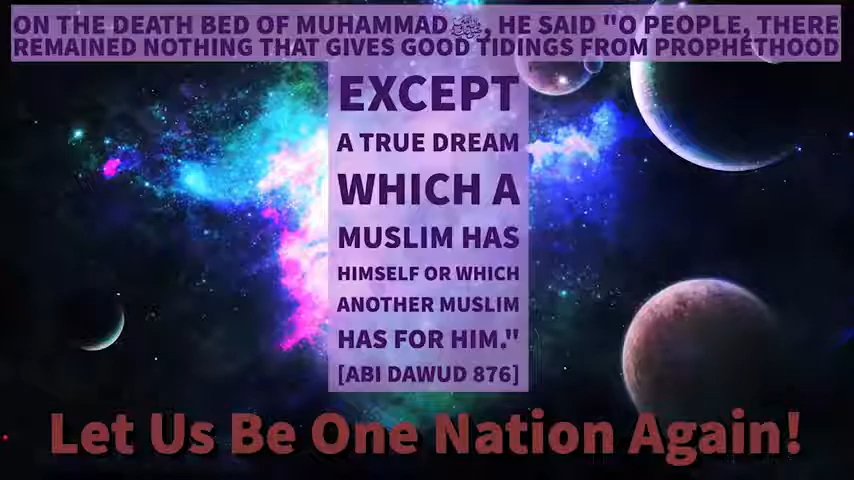 ON THE DEATH BED OF MUHAMMAD ﷺ, HE SAID "O PEOPLE, THERE
REMAINED NOTHING THAT GIVES GOOD TIDINGS FROM PROPHETHOOD
EXCEPT
A TRUE DREAM
WHICH A
MUSLIM HAS
HIMSELF OR WHICH
ANOTHER MUSLIM
HAS FOR HIM."
[ABI DAWUD 876]
Let Us Be One Nation Again!